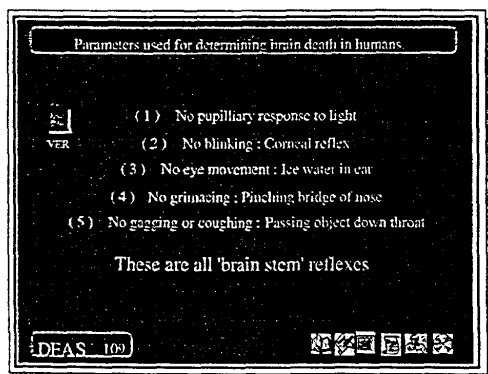 Parameters used for determining brain death in humans.
( 1 ) No pupilliary response to light
VER
( 2 ) No blinking : Corneal reflex
( 3 ) No eye movement : Ice water in ear
( 4 ) No grimacing : Pinching bridge of nose
( 5 ) No gagging or coughing : Passing object down throat
These are all 'brain stem' reflexes
DEAS 109